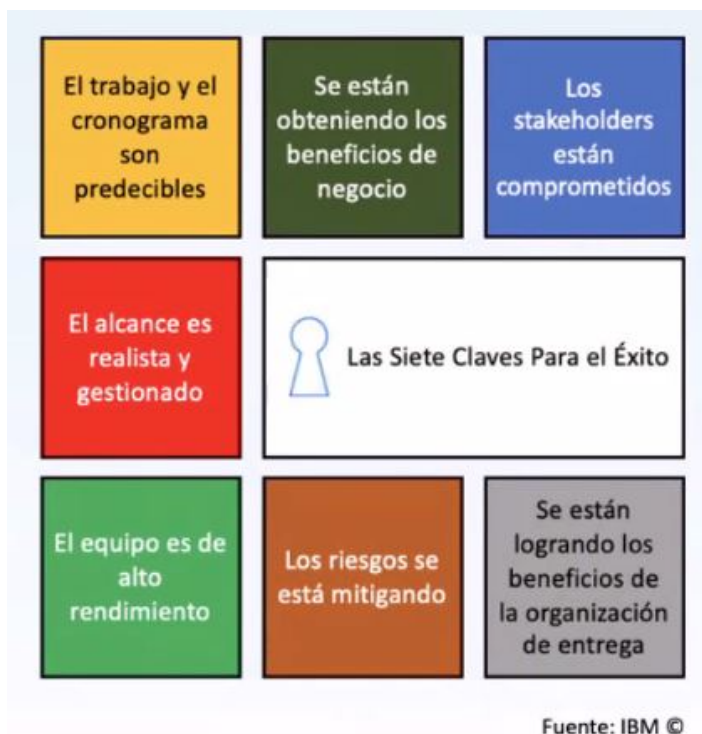 El trabajo y el
cronograma
son
predecibles
Se están
obteniendo los
beneficios de
negocio
Los
stakeholders
están
comprometidos
El alcance es
realista y
gestionado
Las Siete Claves Para el Éxito
El equipo es de
alto
rendimiento
Los riesgos se
está mitigando
Se están
logrando los
beneficios de
la organización
de entrega
Fuente: IBM ©